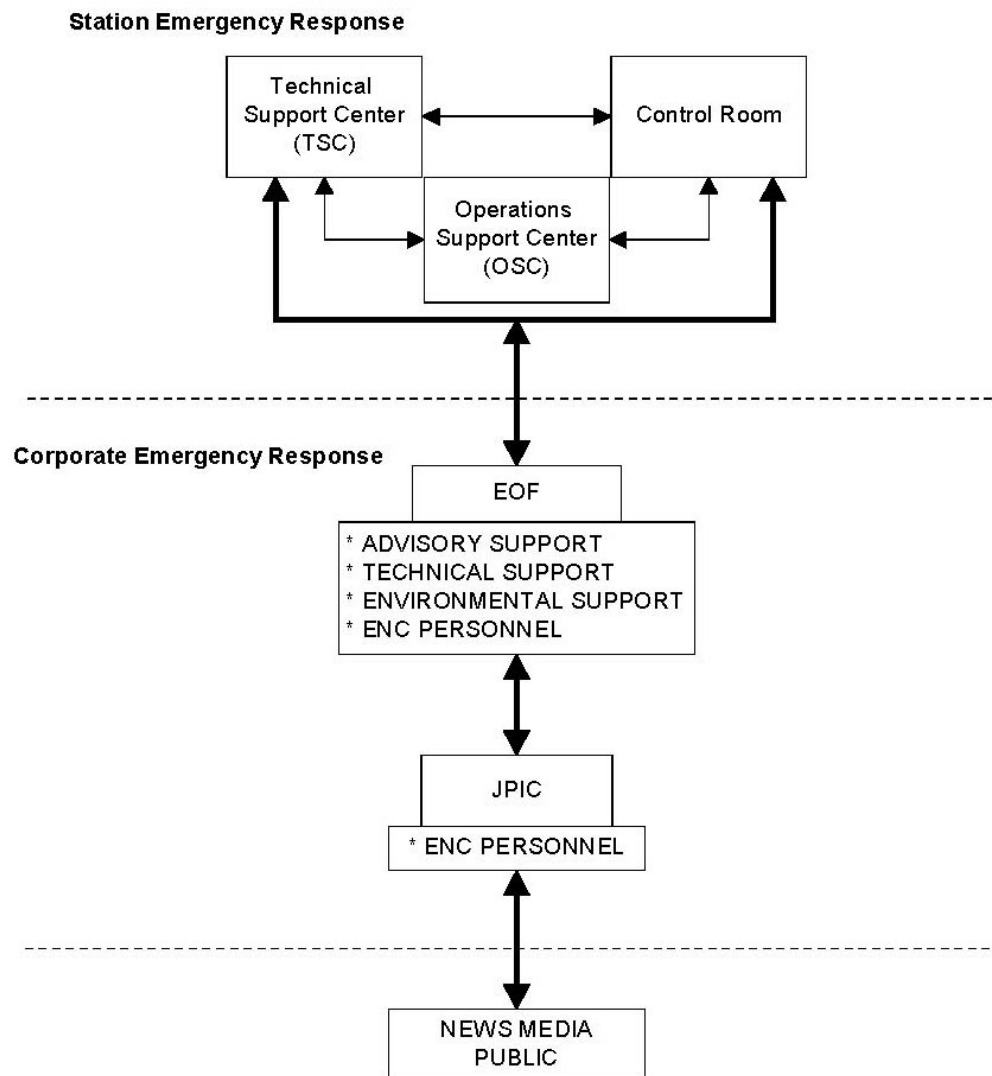 Station Emergency Response
Technical
Support Center
(TSC)
Control Room
Operations
Support Center
(OSC)
Corporate Emergency Response
EOF
* ADVISORY SUPPORT
* TECHNICAL SUPPORT
* ENVIRONMENTAL SUPPORT
* ENC PERSONNEL
JPIC
* ENC PERSONNEL
NEWS MEDIA
PUBLIC